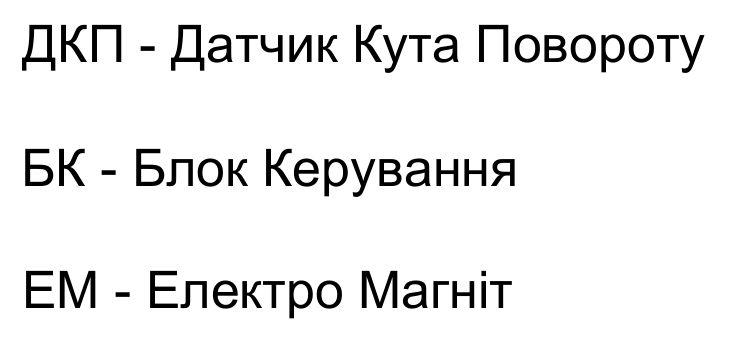 ДКП - Датчик Кута Повороту
БК - Блок Керування
ЕМ - Електро Магніт